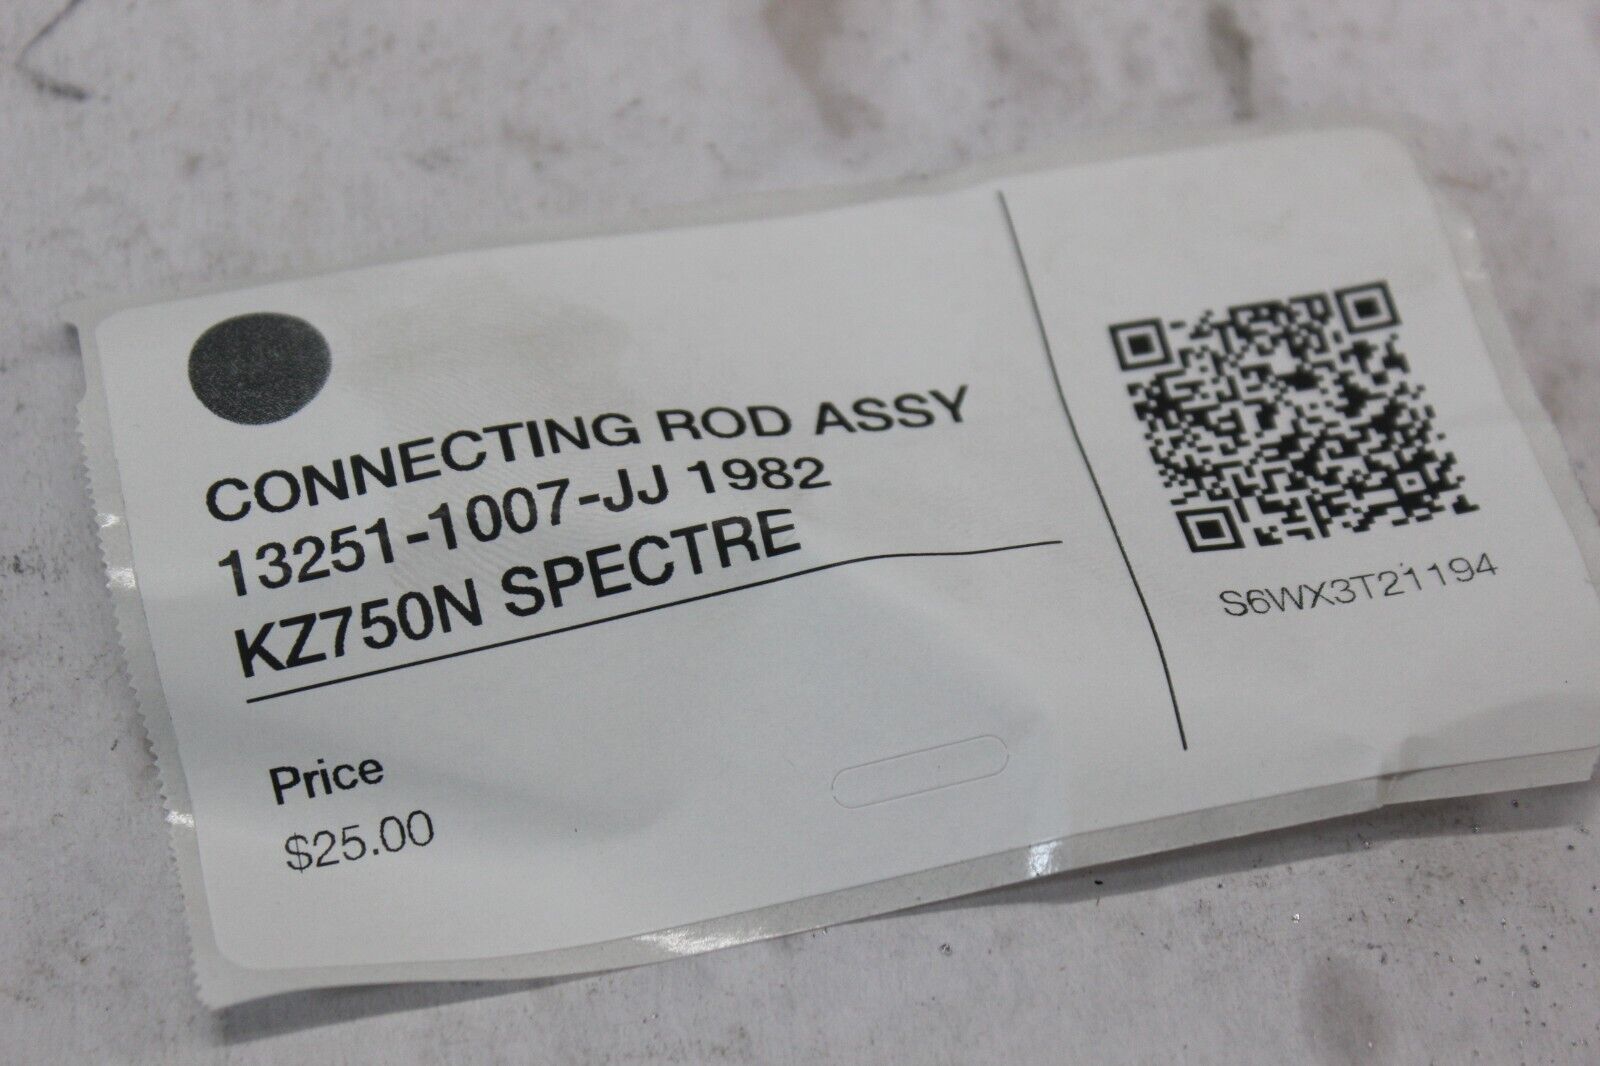 CONNECTING ROD ASSY
13251-1007-JJ 1982
KZ750N SPECTRE
Price
$25.00
S6WX3T21194